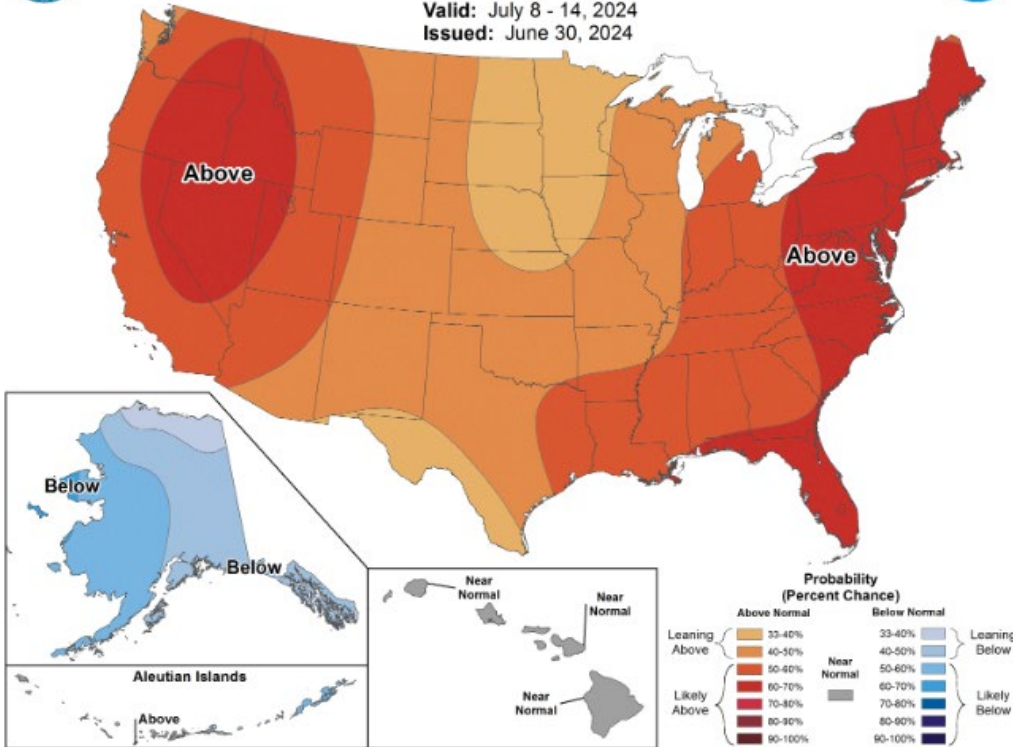 Valid: July 8 - 14, 2024
Issued: June 30, 2024
Above
Above
Below
Below
Aleutian Islands
Above
Near
Normal
Near
Normal
Near
Normal
Probability
(Percent Chance)
Above Normal
Below Normal
Leaning
Above
33-40%
40-50%
Likely
Above
50-60%
60-70%
70-80%
80-90%
90-100%
Near
Normal
33-40%
40-50%
Leaning
Below
50-60%
60-70%
70-80%
80-90%
90-100%
Likely
Below